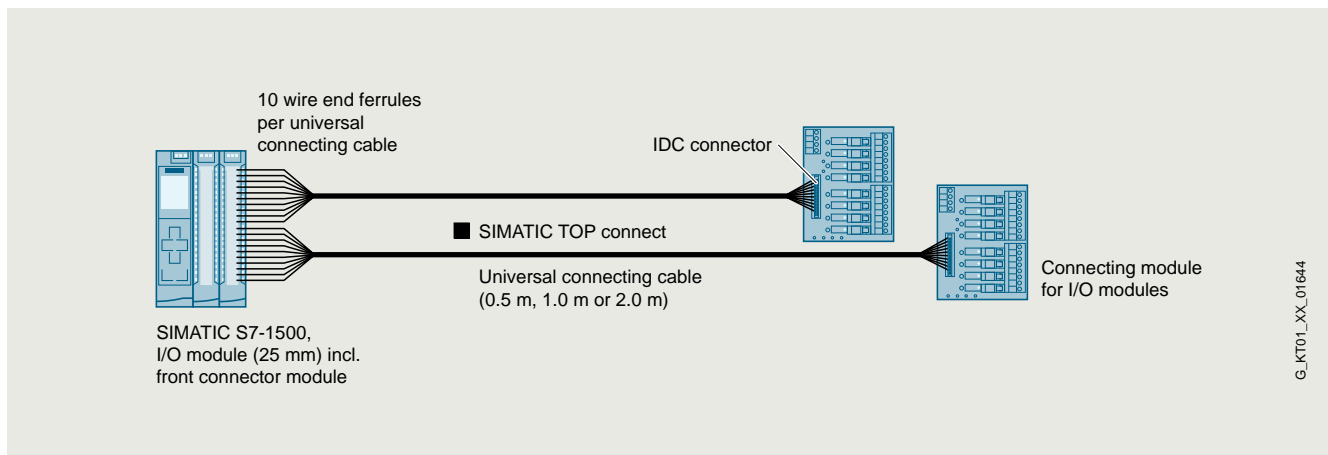 10 wire end ferrules
per universal
connecting cable
IDC connector
SIMATIC TOP connect
Universal connecting cable
(0.5 m, 1.0 m or 2.0 m)
Connecting module
for I/O modules
SIMATIC S7-1500,
I/O module (25 mm) incl.
front connector module
G_KT01_XX_01644